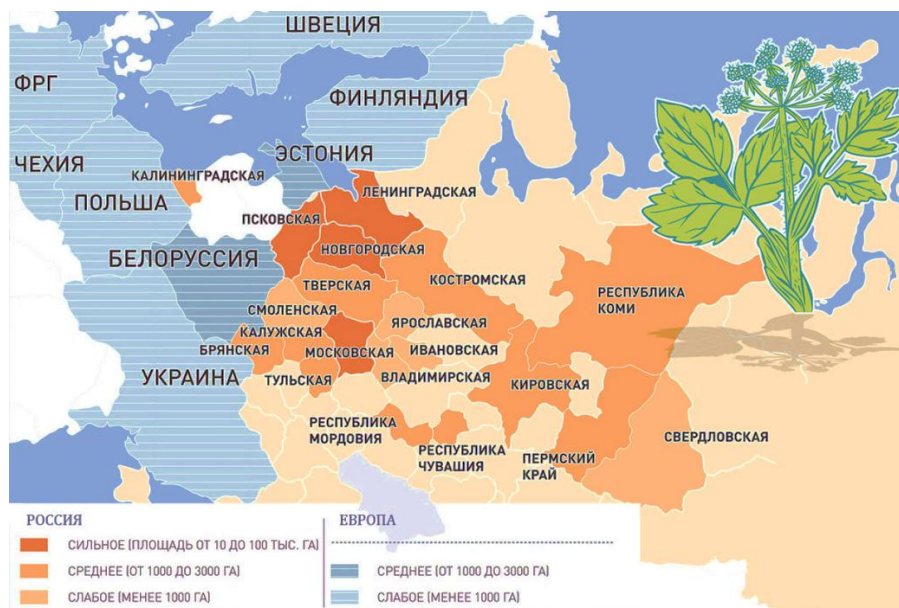 ШВЕЦИЯ
ФРГ
ФИНЛЯНДИЯ
ЧЕХИЯ
ЭСТОНИЯ
КАЛИНИНГРАДСКАЯ
ЛЕНИНГРАДСКАЯ
ПОЛЬША
ПСКОВСКАЯ
НОВГОРОДСКАЯ
БЕЛОРУССИЯ
КОСТРОМСКАЯ
ТВЕРСКАЯ
РЕСПУБЛИКА
КОМИ
СМОЛЕНСКАЯ
ЯРОСЛАВСКАЯ
КАЛУЖСКАЯ
БРЯНСКАЯ
МОСКОВСКАЯ
ИВАНОВСКАЯ
УКРАИНА
ТУЛЬСКАЯ
ВЛАДИМИРСКАЯ
КИРОВСКАЯ
РЕСПУБЛИКА
МОРДОВИЯ
СВЕРДЛОВСКАЯ
РЕСПУБЛИКА
ЧУВАШИЯ
ПЕРМСКИЙ
КРАЙ
РОССИЯ
СИЛЬНОЕ (ПЛОЩАДЬ ОТ 10 ДО 100 ТЫС. ГА)
СРЕДНЕЕ (ОТ 1000 ДО 3000 ГА)
СЛАБОЕ (МЕНЕЕ 1000 ГА)
ЕВРОПА
СРЕДНЕЕ (ОТ 1000 ДО 3000 ГА)
СЛАБОЕ (МЕНЕЕ 1000 ГА)